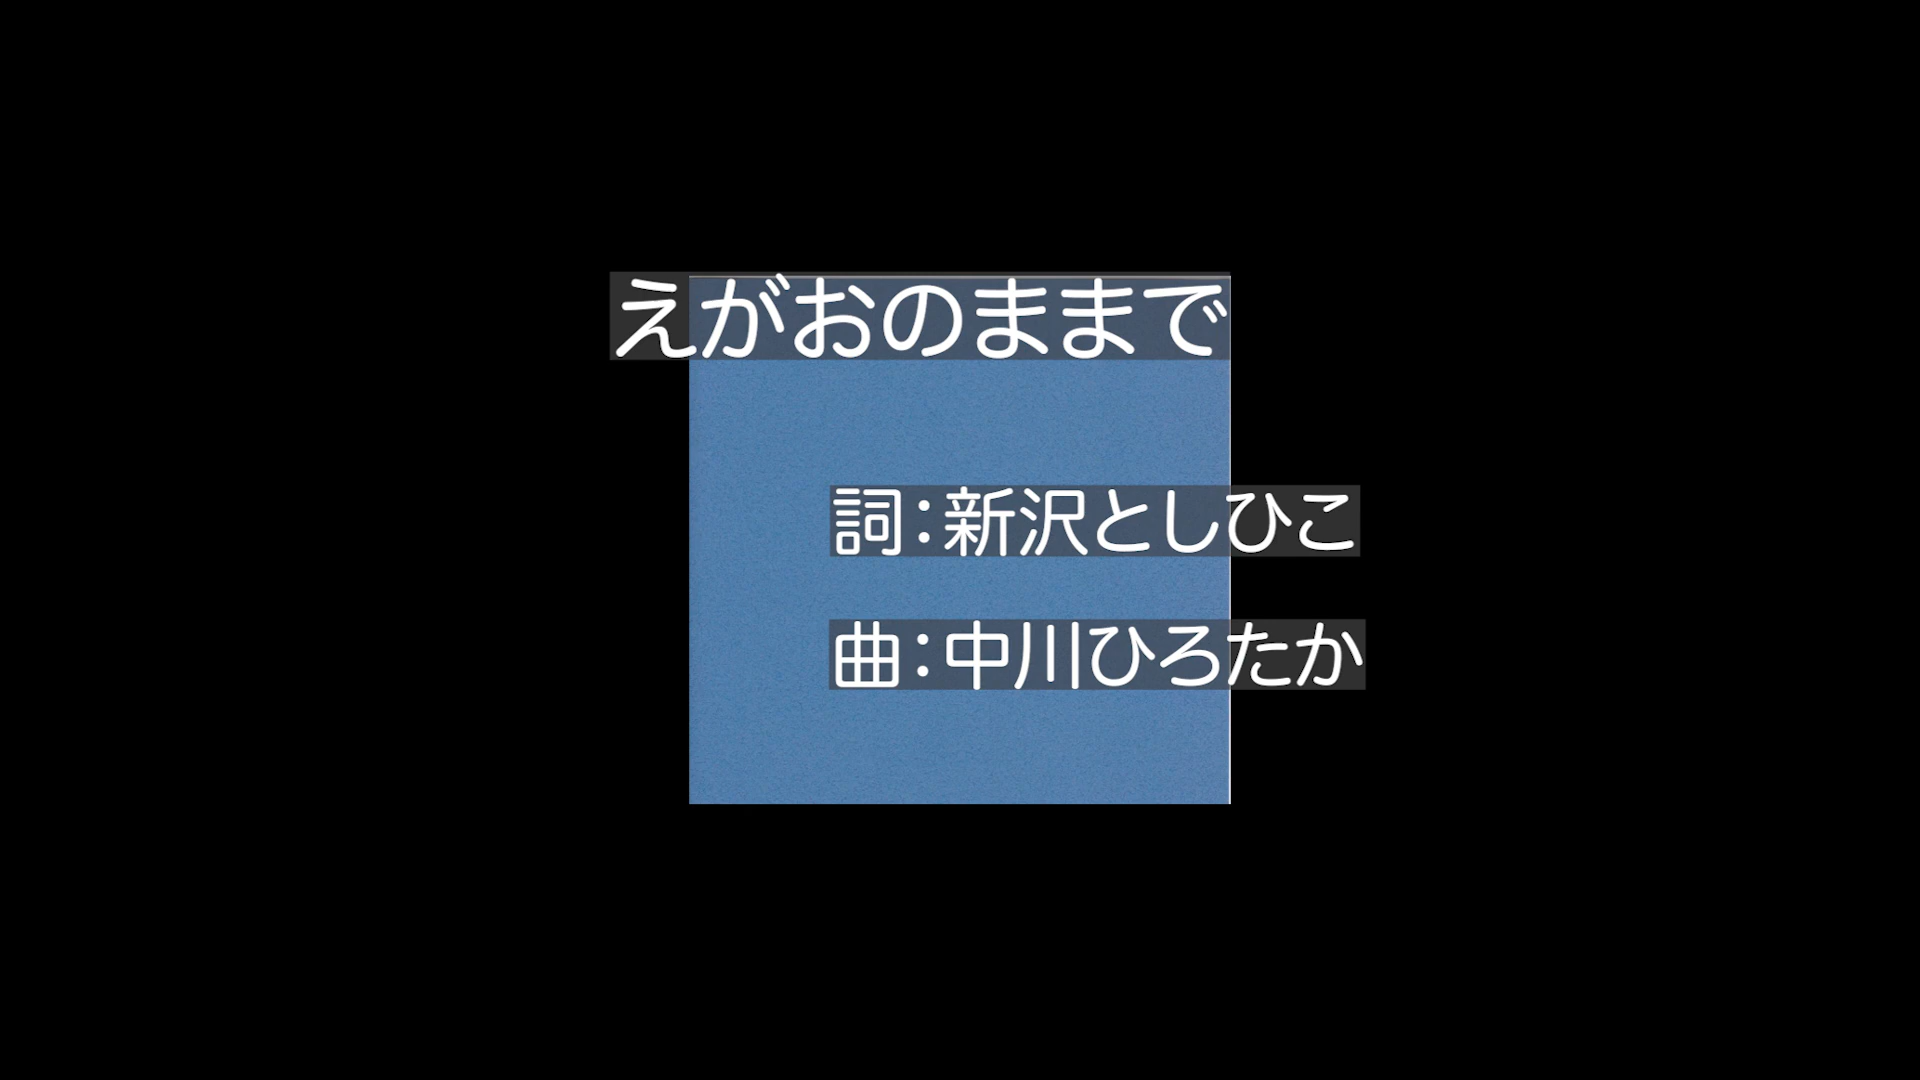 えがおのままで
詞：新沢としひこ
曲：中川ひろたか